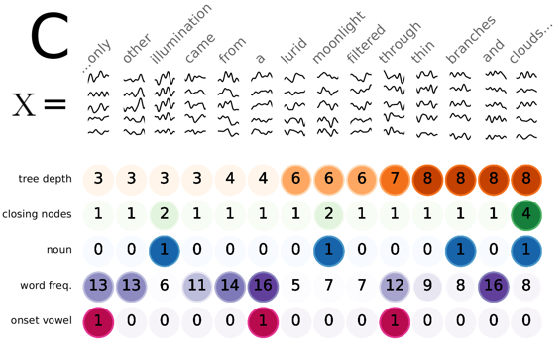 C
...only other illumination came from a lurid moonlight filtered through thin branches and clouds...
X =
tree depth 3 3 3 3 4 4 6 6 6 7 8 8 8 8
closing nodes 1 1 2 1 1 1 1 2 1 1 1 1 1 4
noun 0 0 1 0 0 0 0 1 0 0 0 1 0 1
word freq. 13 13 6 11 14 16 5 7 7 12 9 8 16 8
onset vowel 1 0 0 0 0 1 0 0 0 1 0 0 0 0